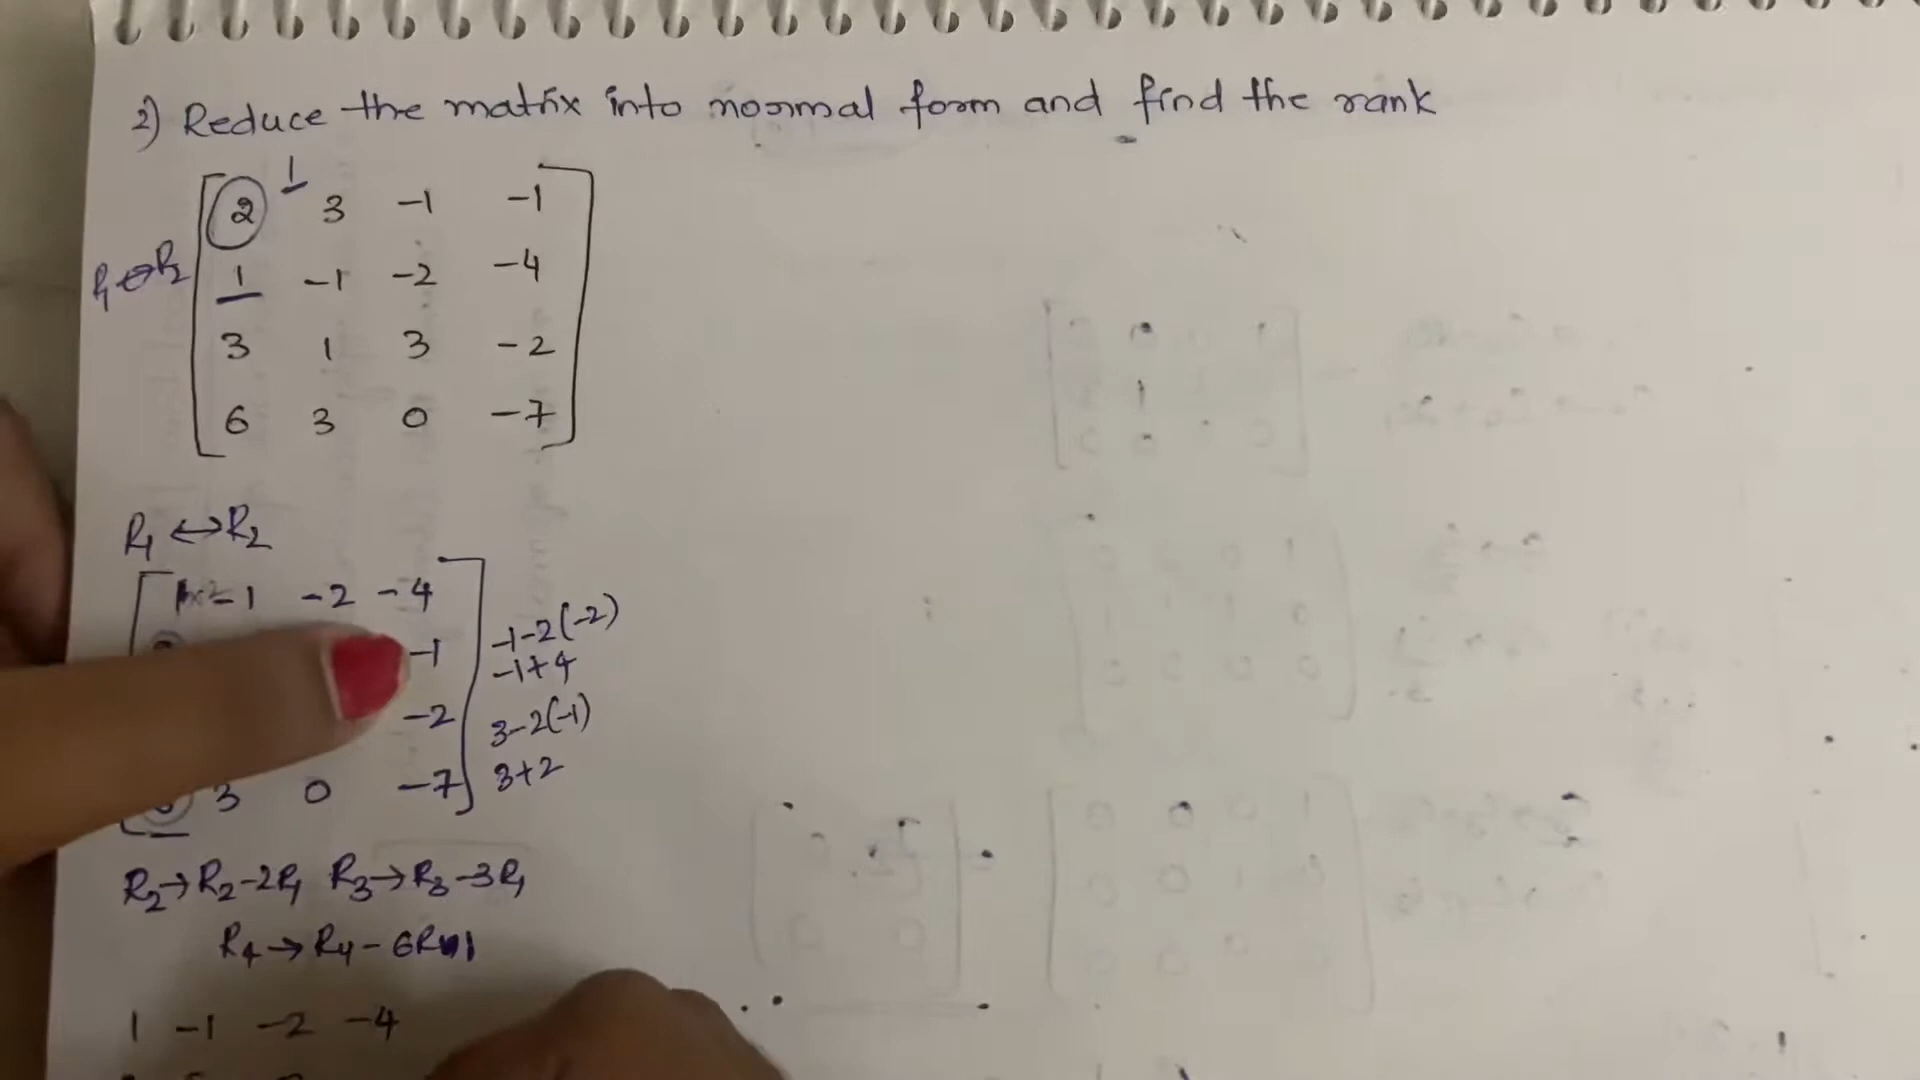 2) Reduce the matrix into normal form and find the rank
1
2 3 -1 -1
R1↔R2 1 -1 -2 -4
3 1 3 -2
6 3 0 -7
R1 ↔ R2
1 -1 -2 -4
-1 -1-2(-2)
-1+4
-2 3-2(-1)
3 0 -7 3+2
R2→R2-2R1 R3→R3-3R1
R4→R4-6R1
1 -1 -2 -4